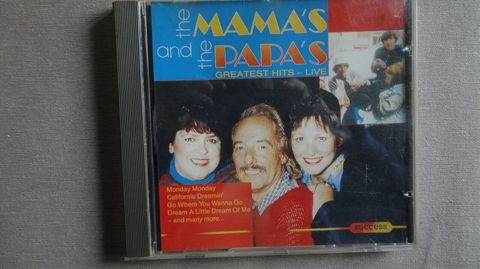 the MAMA'S
and the PAPA'S
GREATEST HITS – LIVE
Monday Monday
California Dreamin'
Go Where You Wanna Go
Dream A Little Dream Of Me
– and many more...
success